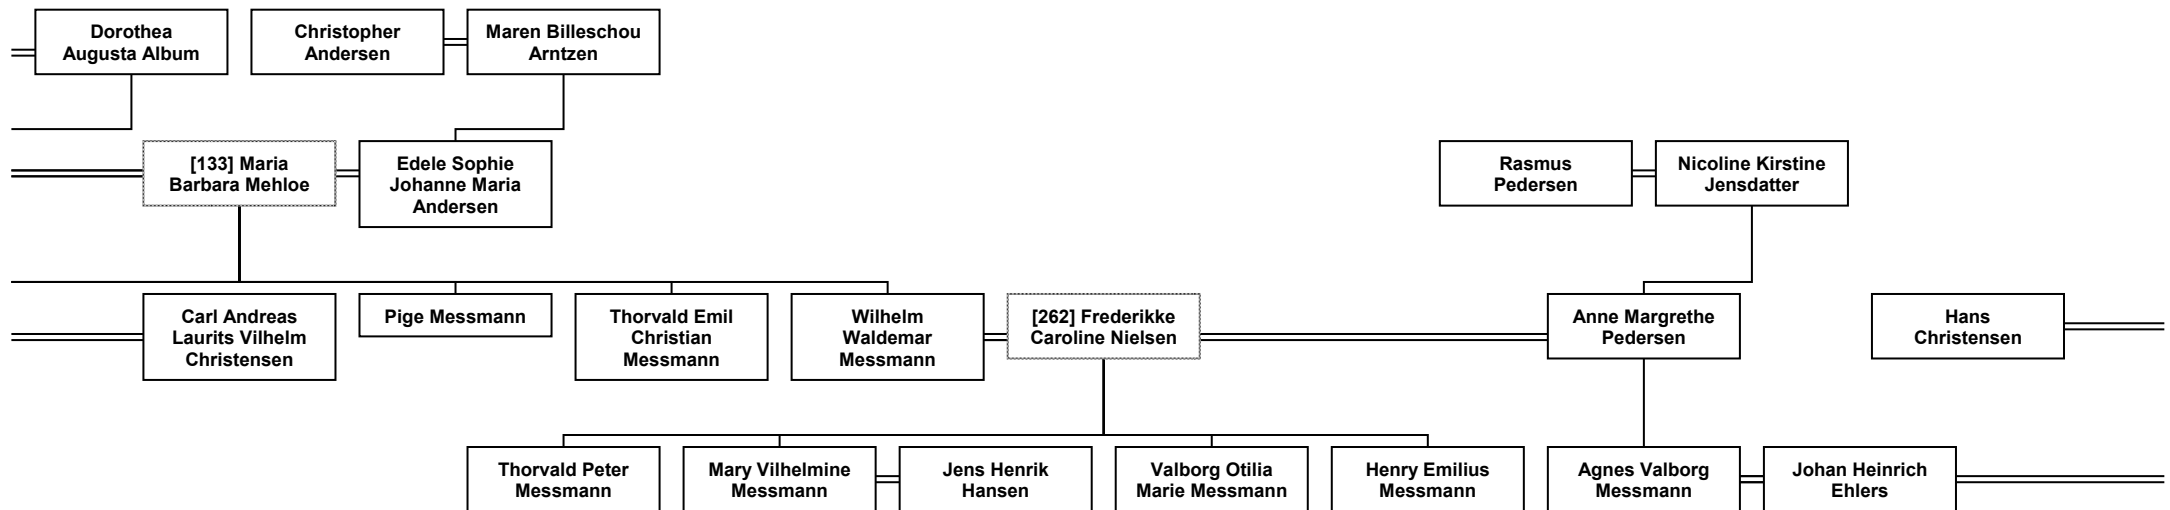 Dorothea
Augusta Album
Christopher
Andersen
Maren Billeschou
Arntzen
[133] Maria
Barbara Mehloe
Edele Sophie
Johanne Maria
Andersen
Rasmus
Pedersen
Nicoline Kirstine
Jensdatter
Carl Andreas
Laurits Vilhelm
Christensen
Pige Messmann
Thorvald Emil
Christian
Messmann
Wilhelm
Waldemar
Messmann
[262] Frederikke
Caroline Nielsen
Anne Margrethe
Pedersen
Hans
Christensen
Thorvald Peter
Messmann
Mary Vilhelmine
Messmann
Jens Henrik
Hansen
Valborg Otilia
Marie Messmann
Henry Emilius
Messmann
Agnes Valborg
Messmann
Johan Heinrich
Ehlers